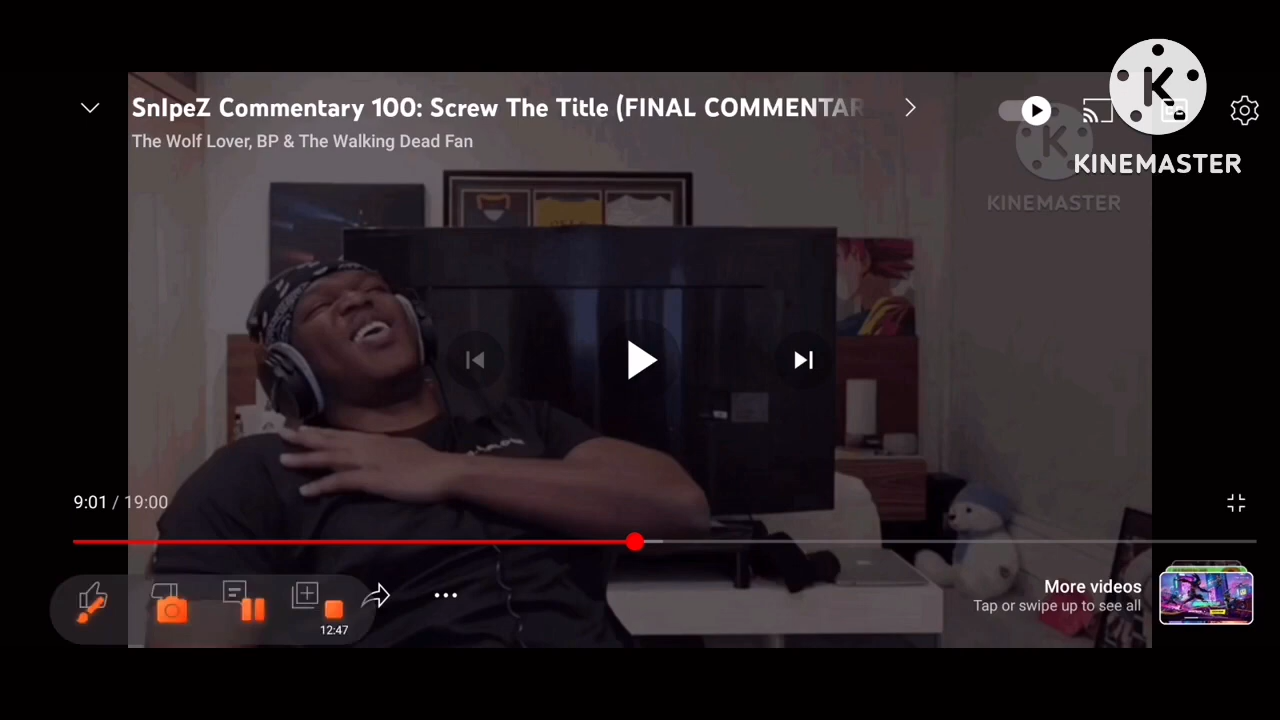 SnIpeZ Commentary 100: Screw The Title (FINAL COMMENTAR
The Wolf Lover, BP & The Walking Dead Fan
KINEMASTER
KINEMASTER
9:01 / 19:00
More videos
Tap or swipe up to see all
12:47